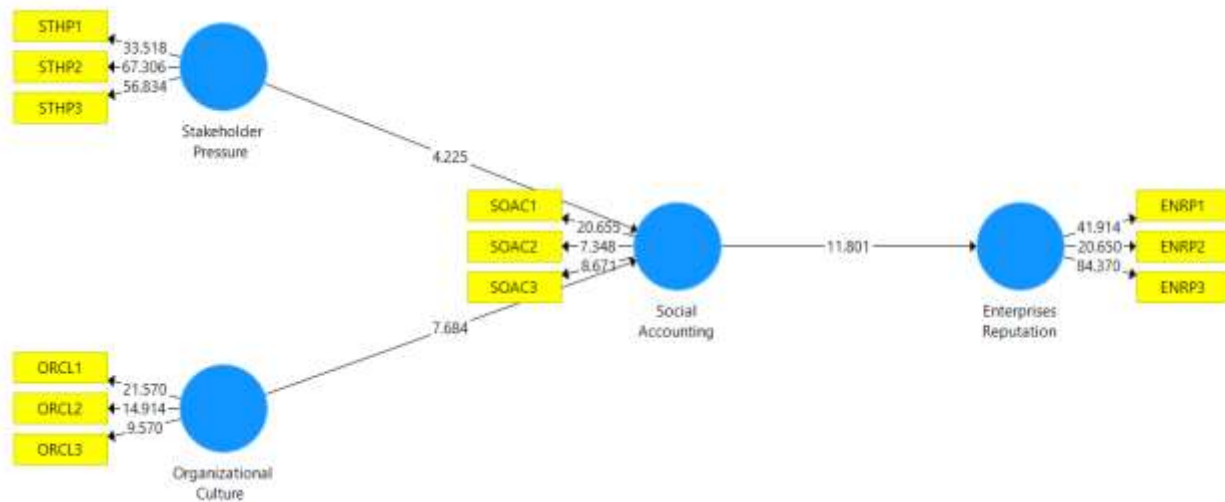 STHP1
33.518
STHP2
67.306
56.834
STHP3
Stakeholder
Pressure
4.225
SOAC1
20.655
SOAC2
7.348
8.671
SOAC3
Social
Accounting
11.801
ENRP1
41.914
20.650
ENRP2
84.370
ENRP3
Enterprises
Reputation
7.684
ORCL1
21.570
ORCL2
14.914
9.570
ORCL3
Organizational
Culture